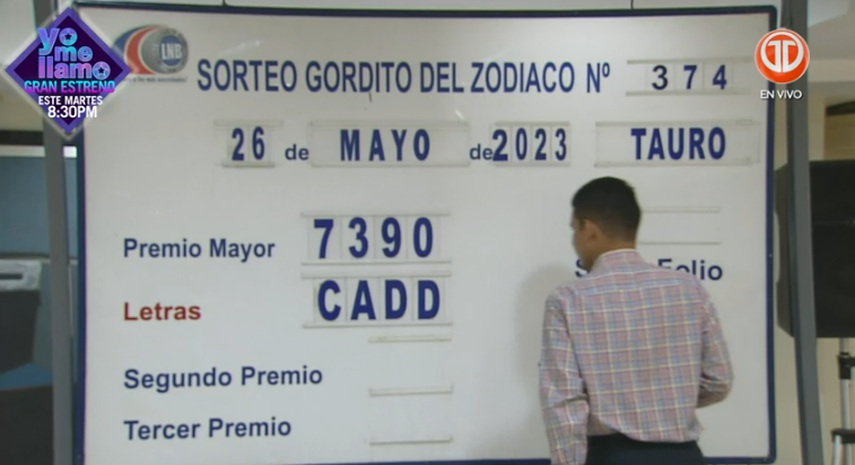 yo
me
llamo
GRAN ESTRENO
ESTE MARTES
8:30PM
LNB
SORTEO GORDITO DEL ZODIACO Nº 374
EN VIVO
26 de MAYO de 2023 TAURO
Premio Mayor 7390
Folio
Letras CADD
Segundo Premio
Tercer Premio